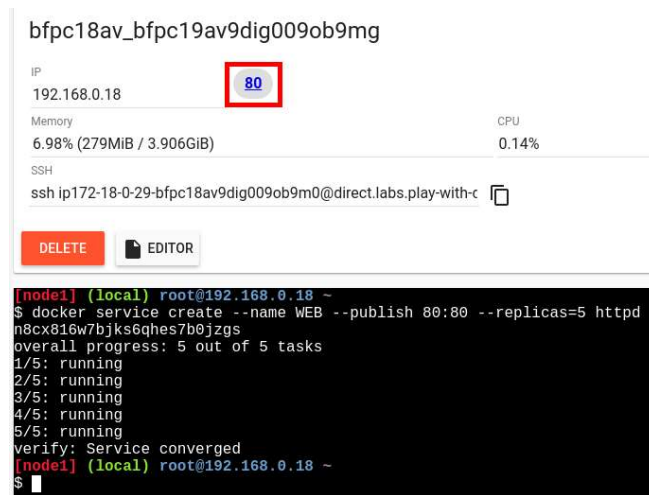 bfpc18av_bfpc19av9dig009ob9mg
IP
192.168.0.18
80
Memory
6.98% (279MiB / 3.906GiB)
CPU
0.14%
SSH
ssh ip172-18-0-29-bfpc18av9dig009ob9m0@direct.labs.play-with-c
DELETE
EDITOR
[node1] (local) root@192.168.0.18 ~
$ docker service create --name WEB --publish 80:80 --replicas=5 httpd
n8cx816w7bjks6qhes7b0jzgs
overall progress: 5 out of 5 tasks
1/5: running
2/5: running
3/5: running
4/5: running
5/5: running
verify: Service converged
[node1] (local) root@192.168.0.18 ~
$